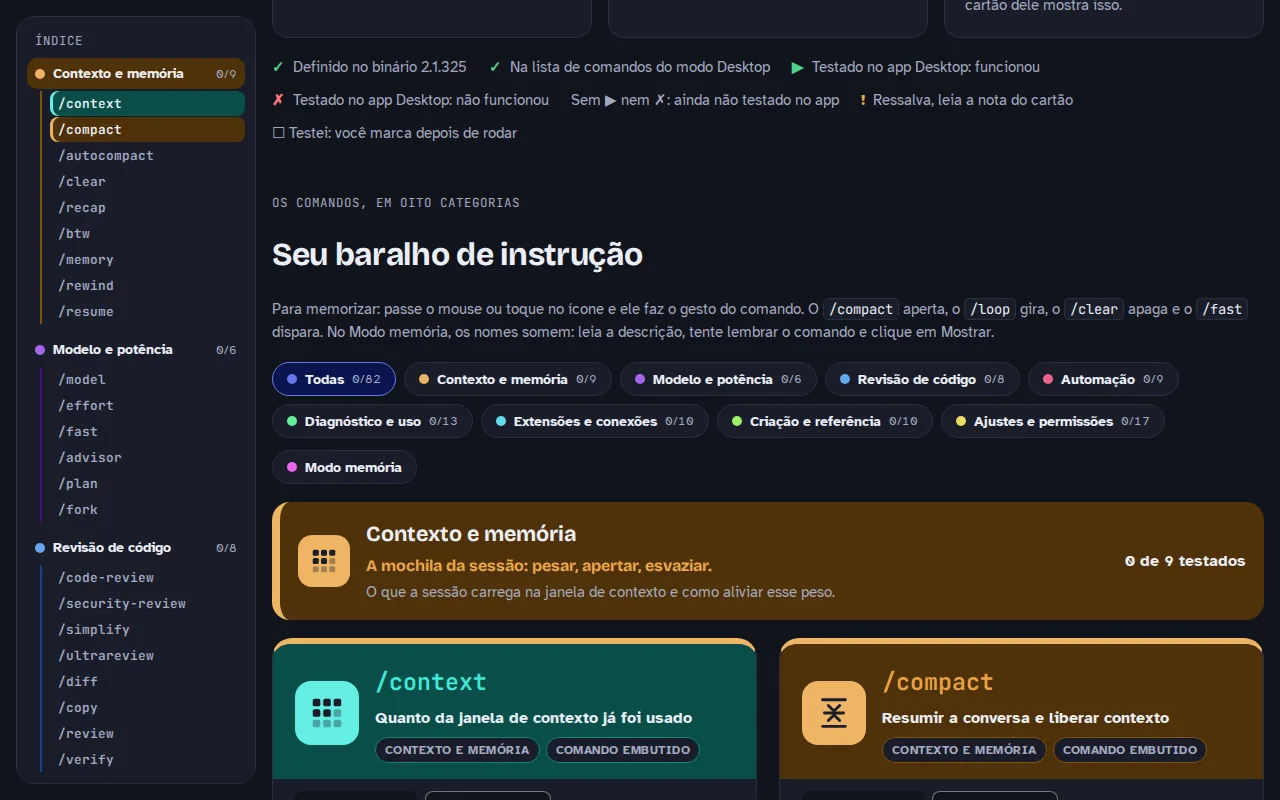 ÍNDICE
Contexto e memória 0/9
/context
/compact
/autocompact
/clear
/recap
/btw
/memory
/rewind
/resume
Modelo e potência 0/6
/model
/effort
/fast
/advisor
/plan
/fork
Revisão de código 0/8
/code-review
/security-review
/simplify
/ultrareview
/diff
/copy
/review
/verify
cartão dele mostra isso.
✓ Definido no binário 2.1.325 ✓ Na lista de comandos do modo Desktop ▶ Testado no app Desktop: funcionou
✗ Testado no app Desktop: não funcionou Sem ▶ nem ✗: ainda não testado no app ! Ressalva, leia a nota do cartão
☐ Testei: você marca depois de rodar
OS COMANDOS, EM OITO CATEGORIAS
Seu baralho de instrução
Para memorizar: passe o mouse ou toque no ícone e ele faz o gesto do comando. O /compact aperta, o /loop gira, o /clear apaga e o /fast
dispara. No Modo memória, os nomes somem: leia a descrição, tente lembrar o comando e clique em Mostrar.
Todas 0/82 Contexto e memória 0/9 Modelo e potência 0/6 Revisão de código 0/8 Automação 0/9
Diagnóstico e uso 0/13 Extensões e conexões 0/10 Criação e referência 0/10 Ajustes e permissões 0/17
Modo memória
Contexto e memória
A mochila da sessão: pesar, apertar, esvaziar.
O que a sessão carrega na janela de contexto e como aliviar esse peso.
0 de 9 testados
/context
Quanto da janela de contexto já foi usado
CONTEXTO E MEMÓRIA COMANDO EMBUTIDO
/compact
Resumir a conversa e liberar contexto
CONTEXTO E MEMÓRIA COMANDO EMBUTIDO